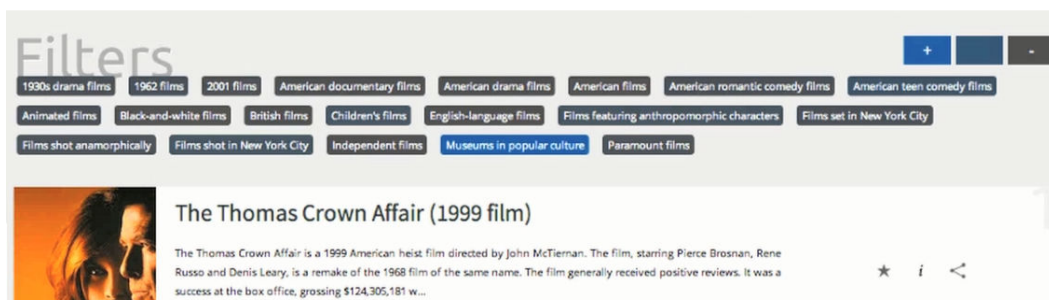 Filters
+ -
1930s drama films 1962 films 2001 films American documentary films American drama films American films American romantic comedy films American teen comedy films
Animated films Black-and-white films British films Children's films English-language films Films featuring anthropomorphic characters Films set in New York City
Films shot anamorphically Films shot in New York City Independent films Museums in popular culture Paramount films
The Thomas Crown Affair (1999 film)
The Thomas Crown Affair is a 1999 American heist film directed by John McTiernan. The film, starring Pierce Brosnan, Rene
Russo and Denis Leary, is a remake of the 1968 film of the same name. The film generally received positive reviews. It was a
success at the box office, grossing $124,305,181 w...